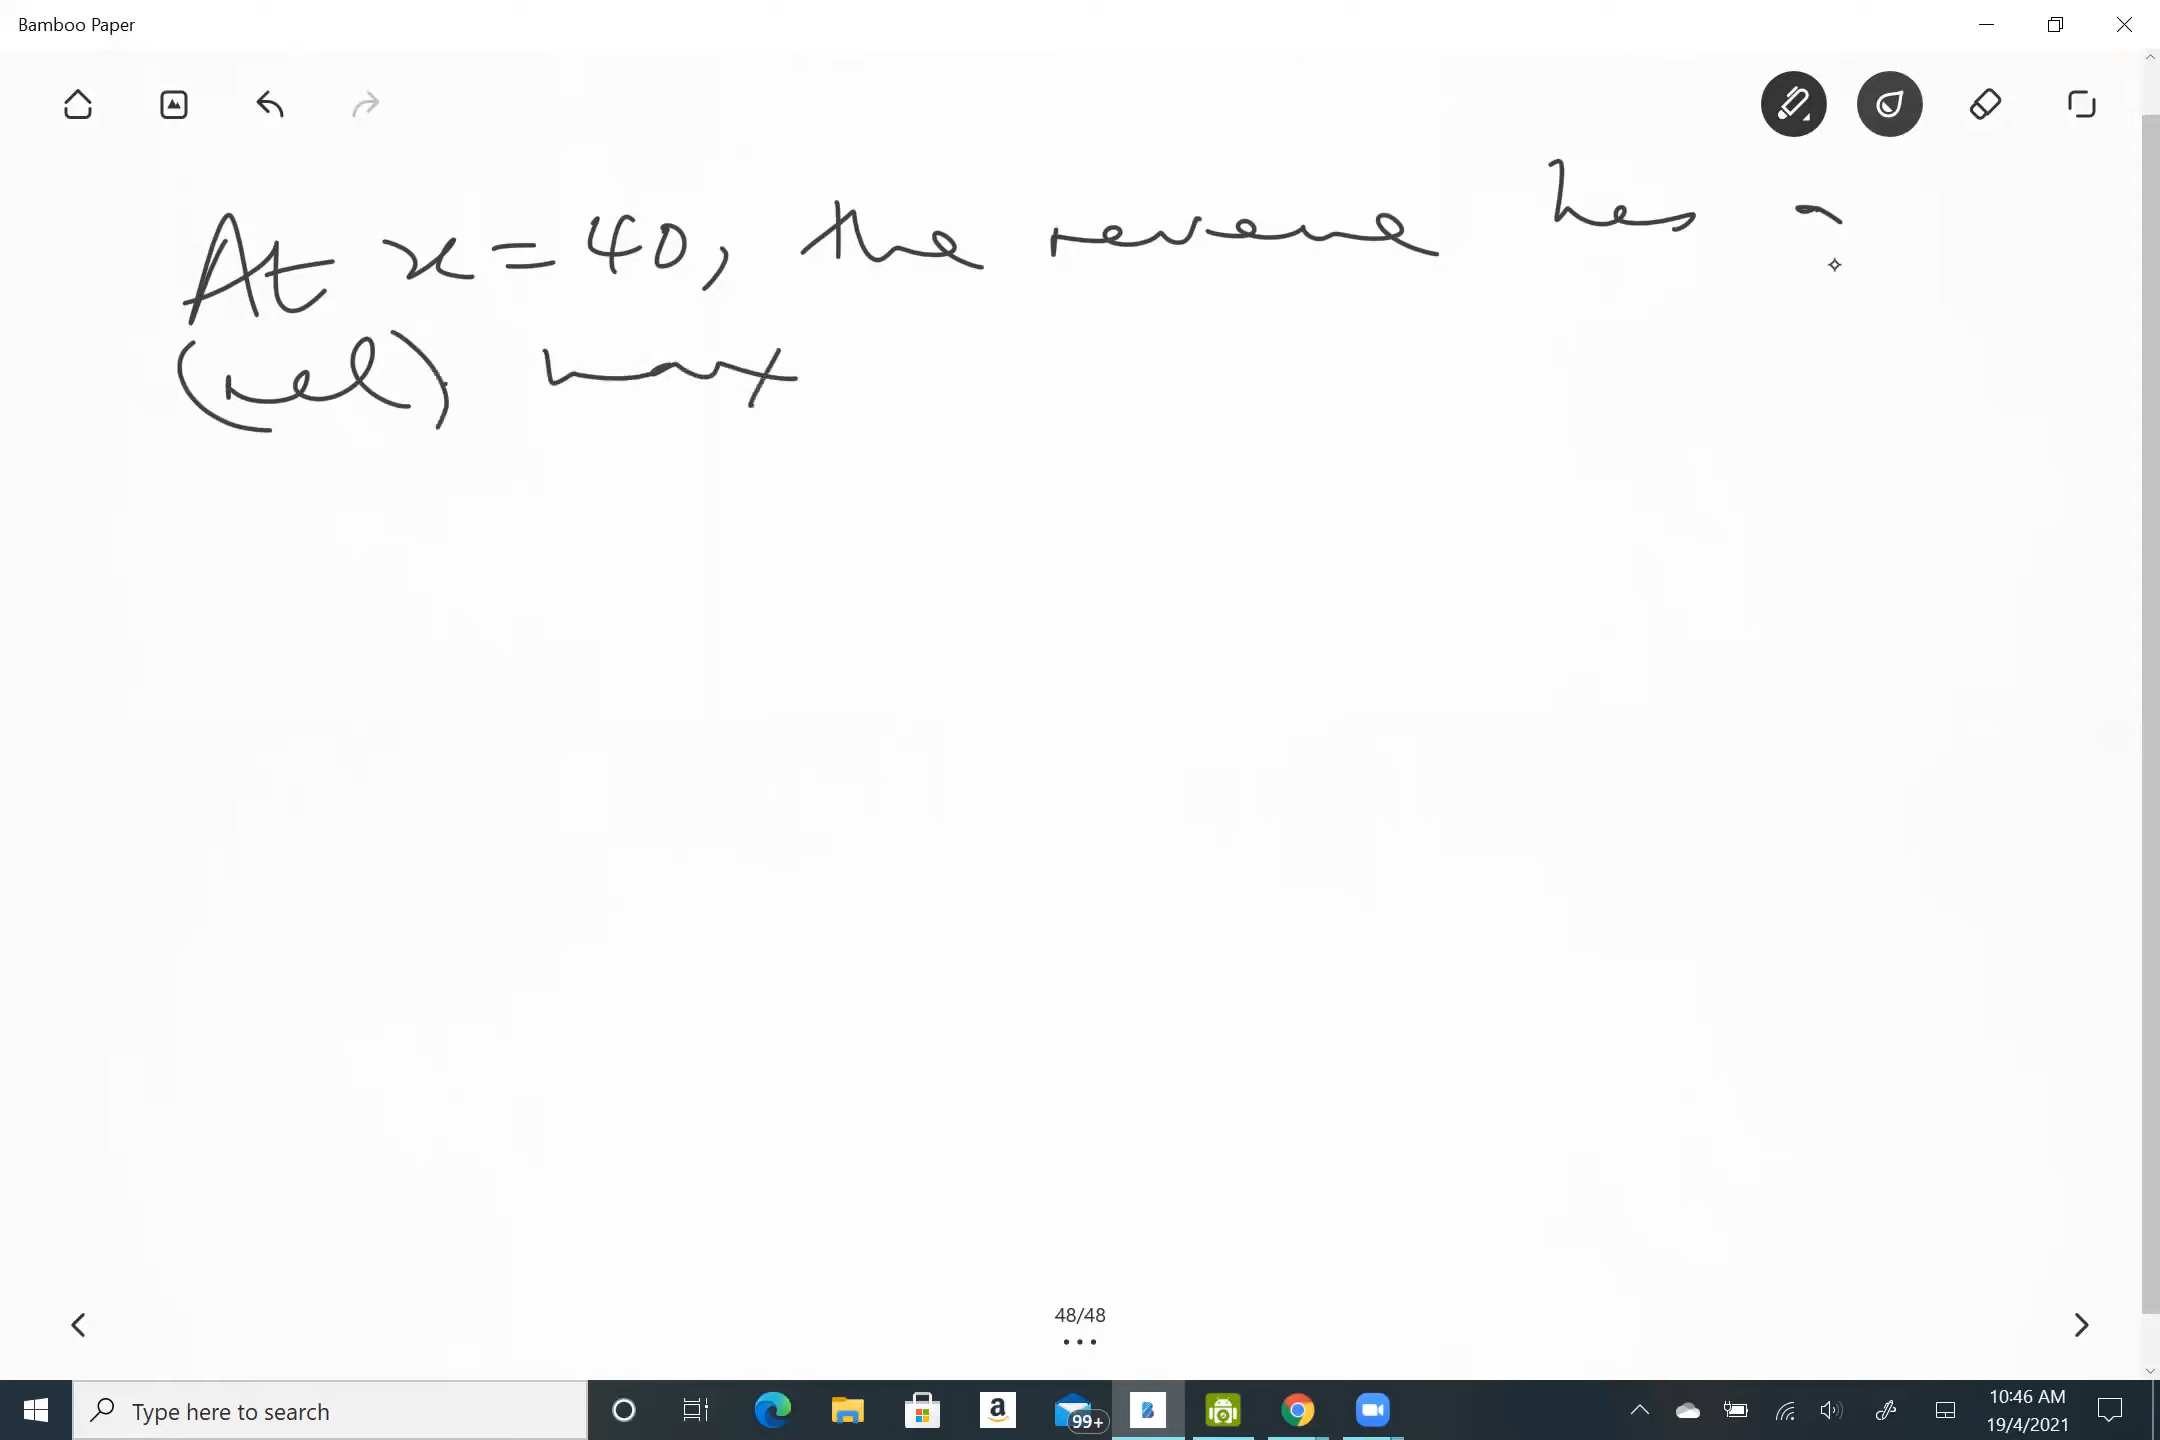 Bamboo Paper
At x = 40, the revenue has a
(rel) max
48/48
Type here to search
99+
10:46 AM
19/4/2021